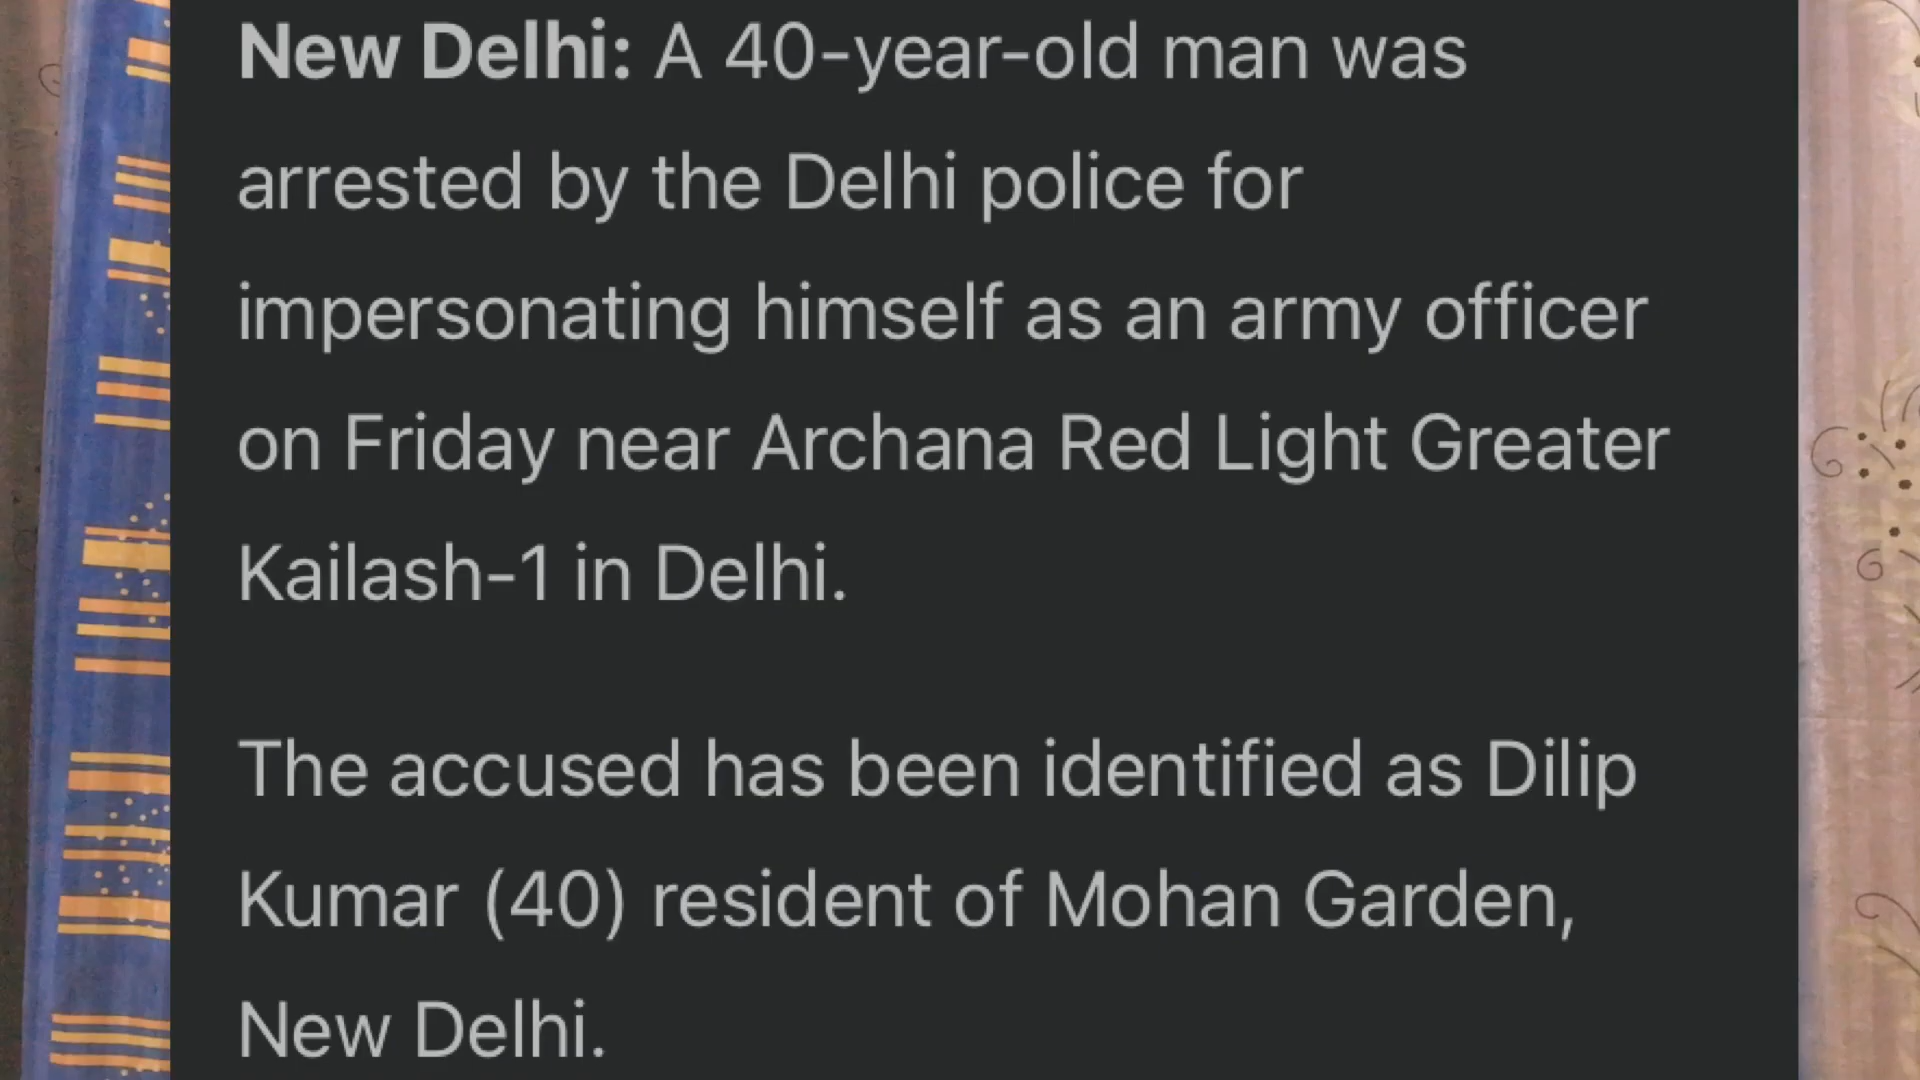 New Delhi: A 40-year-old man was
arrested by the Delhi police for
impersonating himself as an army officer
on Friday near Archana Red Light Greater
Kailash-1 in Delhi.
The accused has been identified as Dilip
Kumar (40) resident of Mohan Garden,
New Delhi.